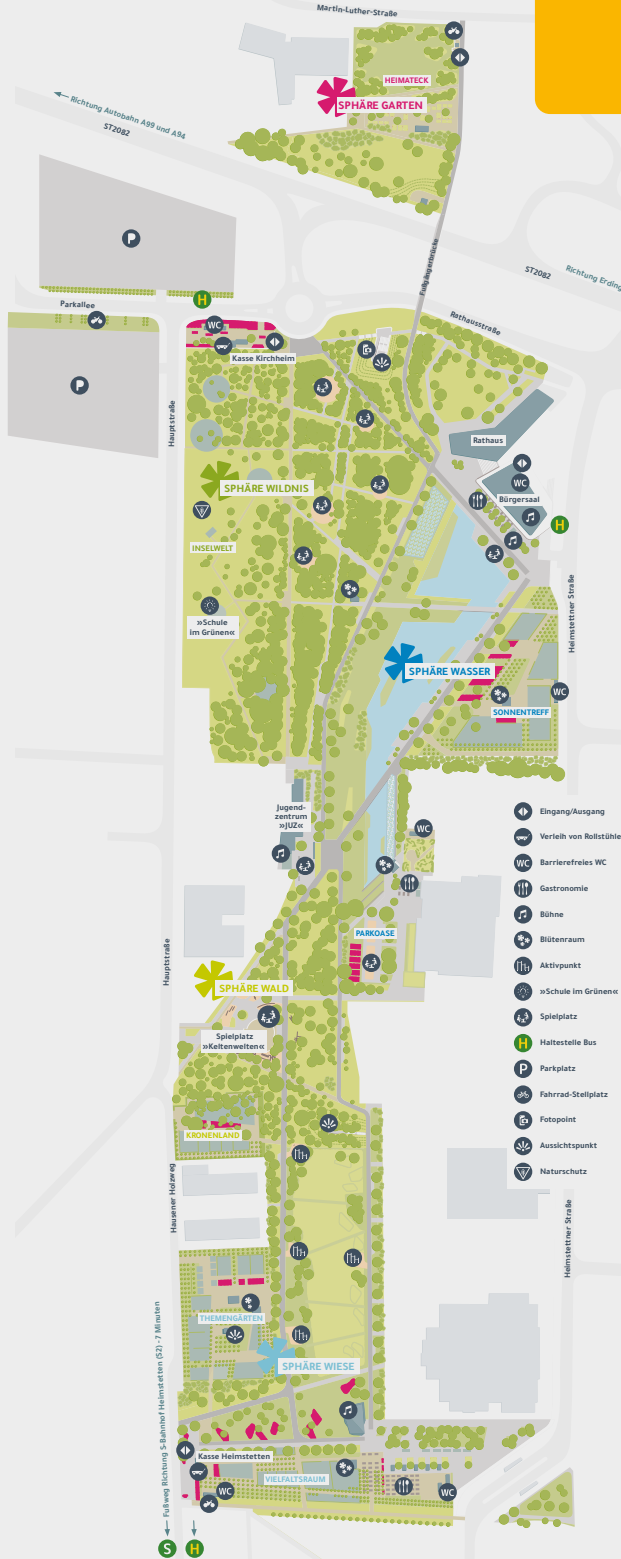 Martin-Luther-Straße
HEIMATECK
SPHÄRE GARTEN
Richtung Autobahn A99 und A94
ST2082
Fußgängerbrücke
ST2082
Richtung Erding
P
H
Parkallee
WC
Kasse Kirchheim
Rathausstraße
P
Hauptstraße
Rathaus
SPHÄRE WILDNIS
WC
Bürgersaal
H
INSELWELT
»Schule
im Grünen«
Heimstettner Straße
SPHÄRE WASSER
WC
SONNENTREFF
Jugend-
zentrum
»JUZ«
WC
Eingang/Ausgang
Verleih von Rollstühle
WC Barrierefreies WC
Gastronomie
Bühne
Blütenraum
Aktivpunkt
»Schule im Grünen«
Spielplatz
H Haltestelle Bus
P Parkplatz
Fahrrad-Stellplatz
Fotopoint
Aussichtspunkt
Naturschutz
PARKOASE
Hauptstraße
SPHÄRE WALD
Spielplatz
»Keltenwelten«
KRONENLAND
Hausener Holzweg
Heimstettner Straße
THEMENGÄRTEN
SPHÄRE WIESE
Fußweg Richtung S-Bahnhof Heimstetten (S2) - 7 Minuten
Kasse Heimstetten
VIELFALTSRAUM
WC
WC
S
H